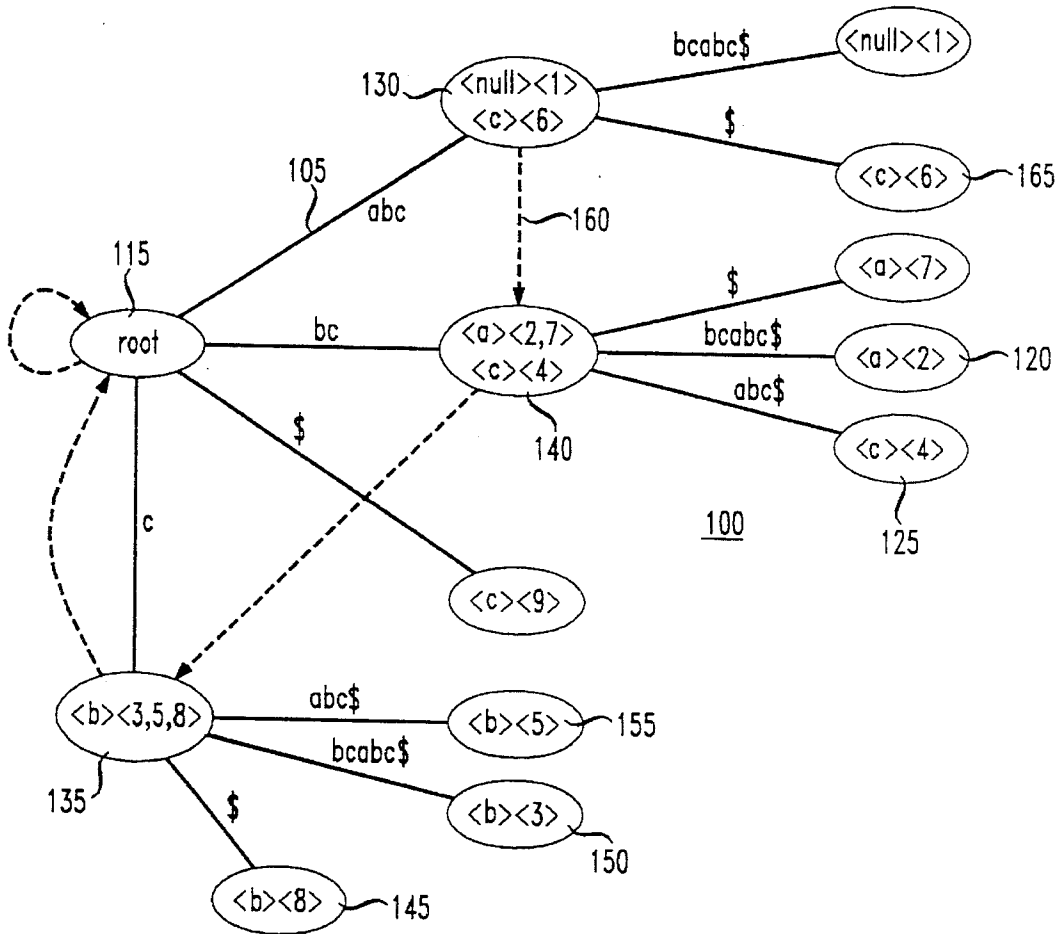 bcabc$
<null><1>
130
<null><1>
<c><6>
$
<c><6>
165
105
abc
160
115
root
bc
<a><2,7>
<c><4>
140
$
<a><7>
bcabc$
<a><2>
120
abc$
<c><4>
125
$
100
c
<c><9>
<b><3,5,8>
135
abc$
<b><5>
155
bcabc$
<b><3>
150
$
<b><8>
145